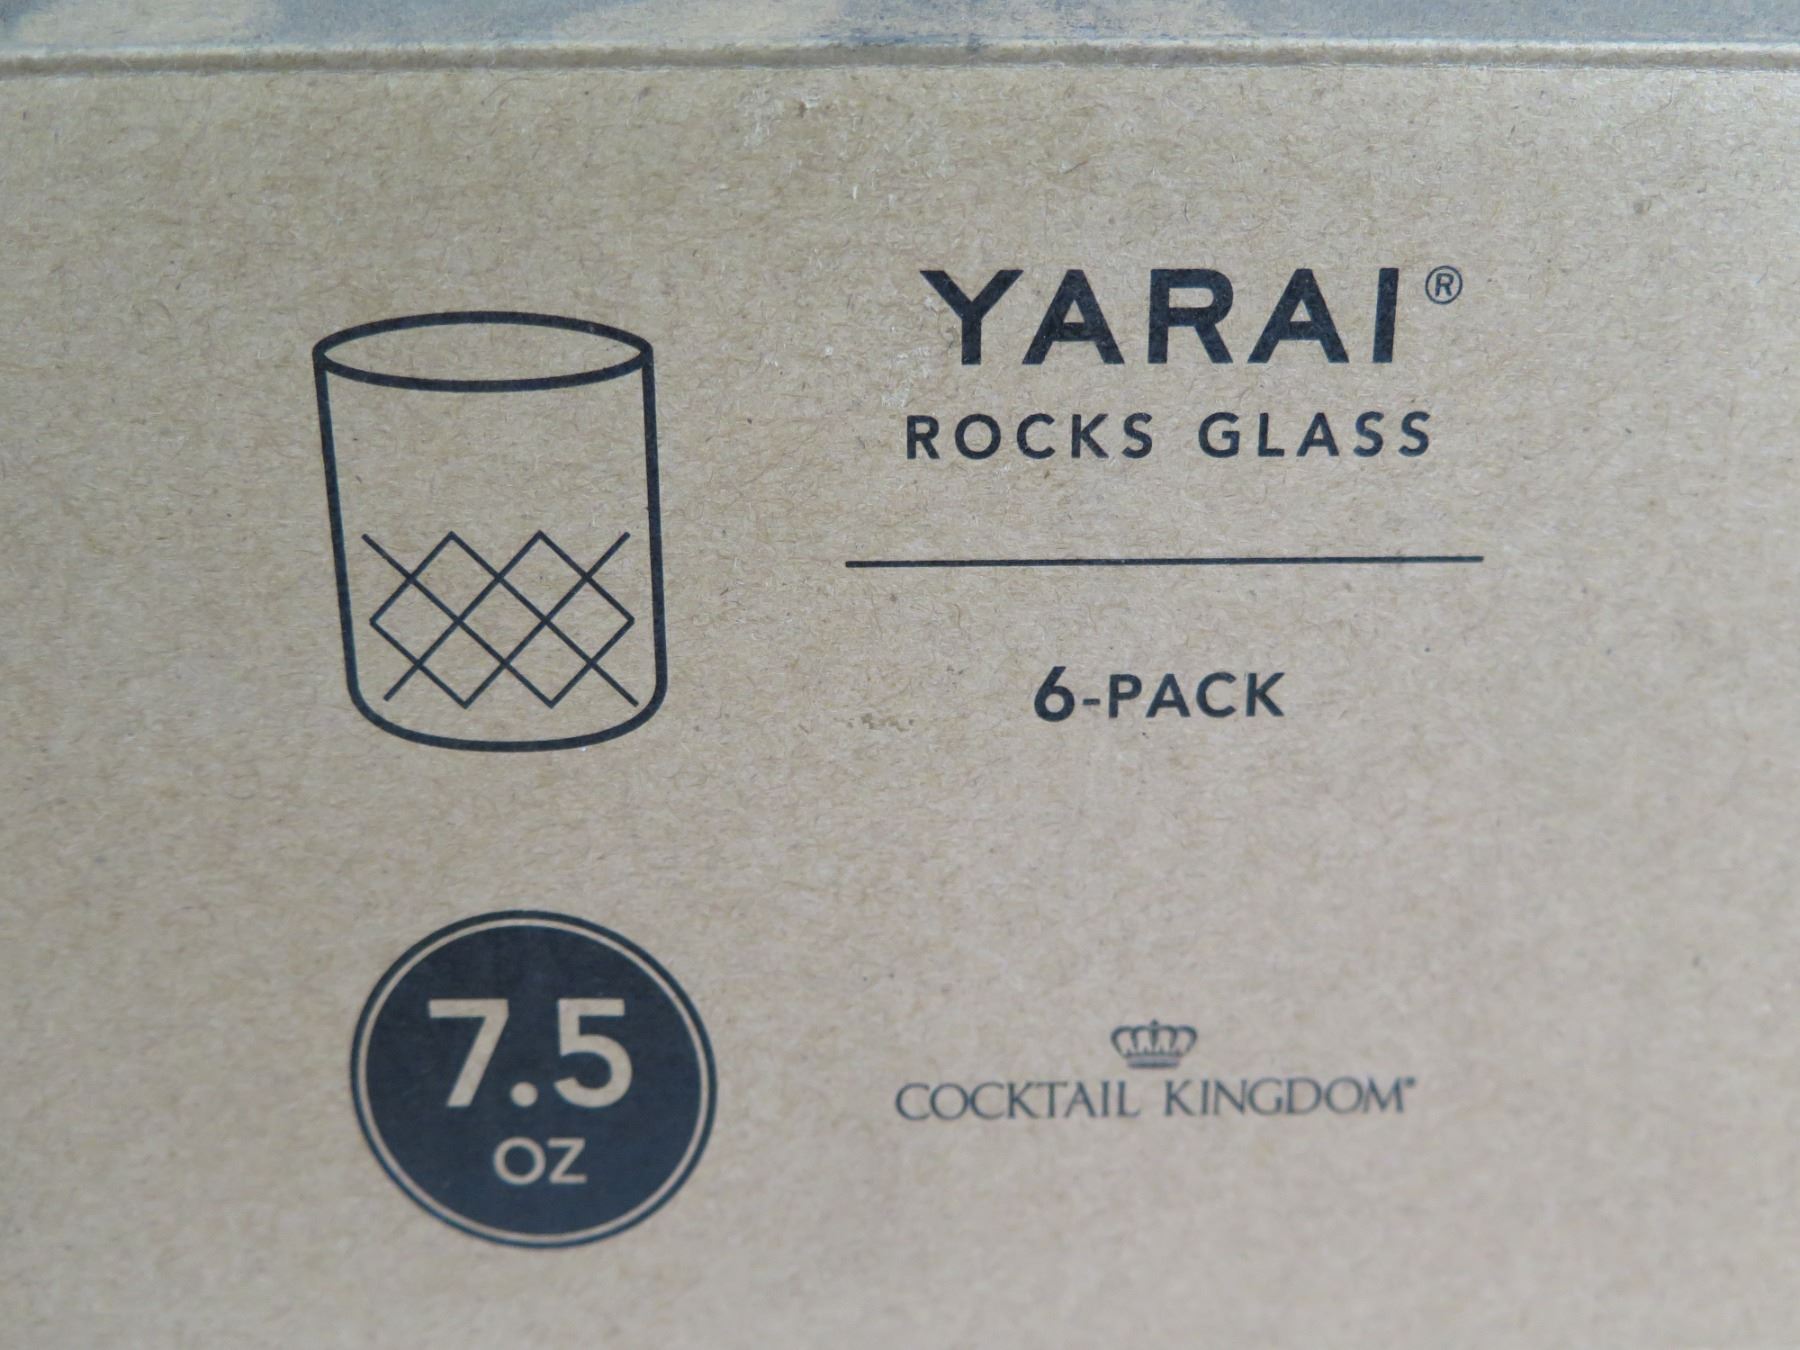 YARAI®
ROCKS GLASS
6-PACK
7.5
OZ
COCKTAIL KINGDOM®